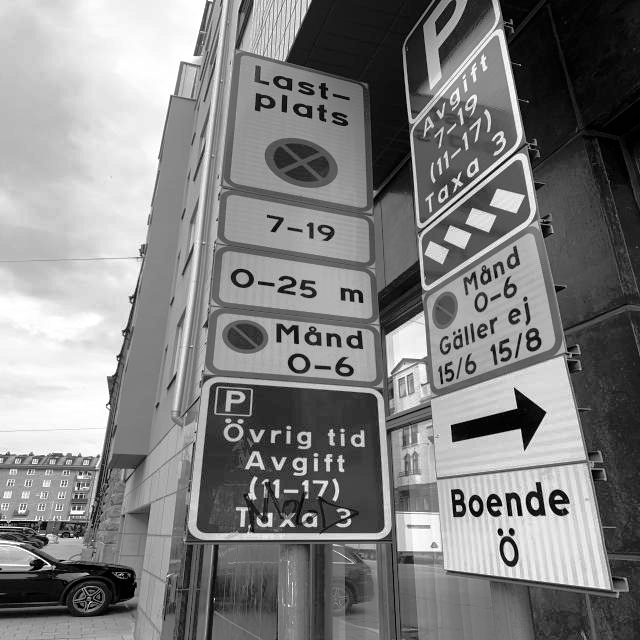 Last-
plats
7-19
0-25 m
Månd
0-6
P
Övrig tid
Avgift
(11-17)
Taxa 3
P
Avgift
7-19
(11-17)
Taxa 3
Månd
0-6
Gäller ej
15/6 15/8
Boende
Ö